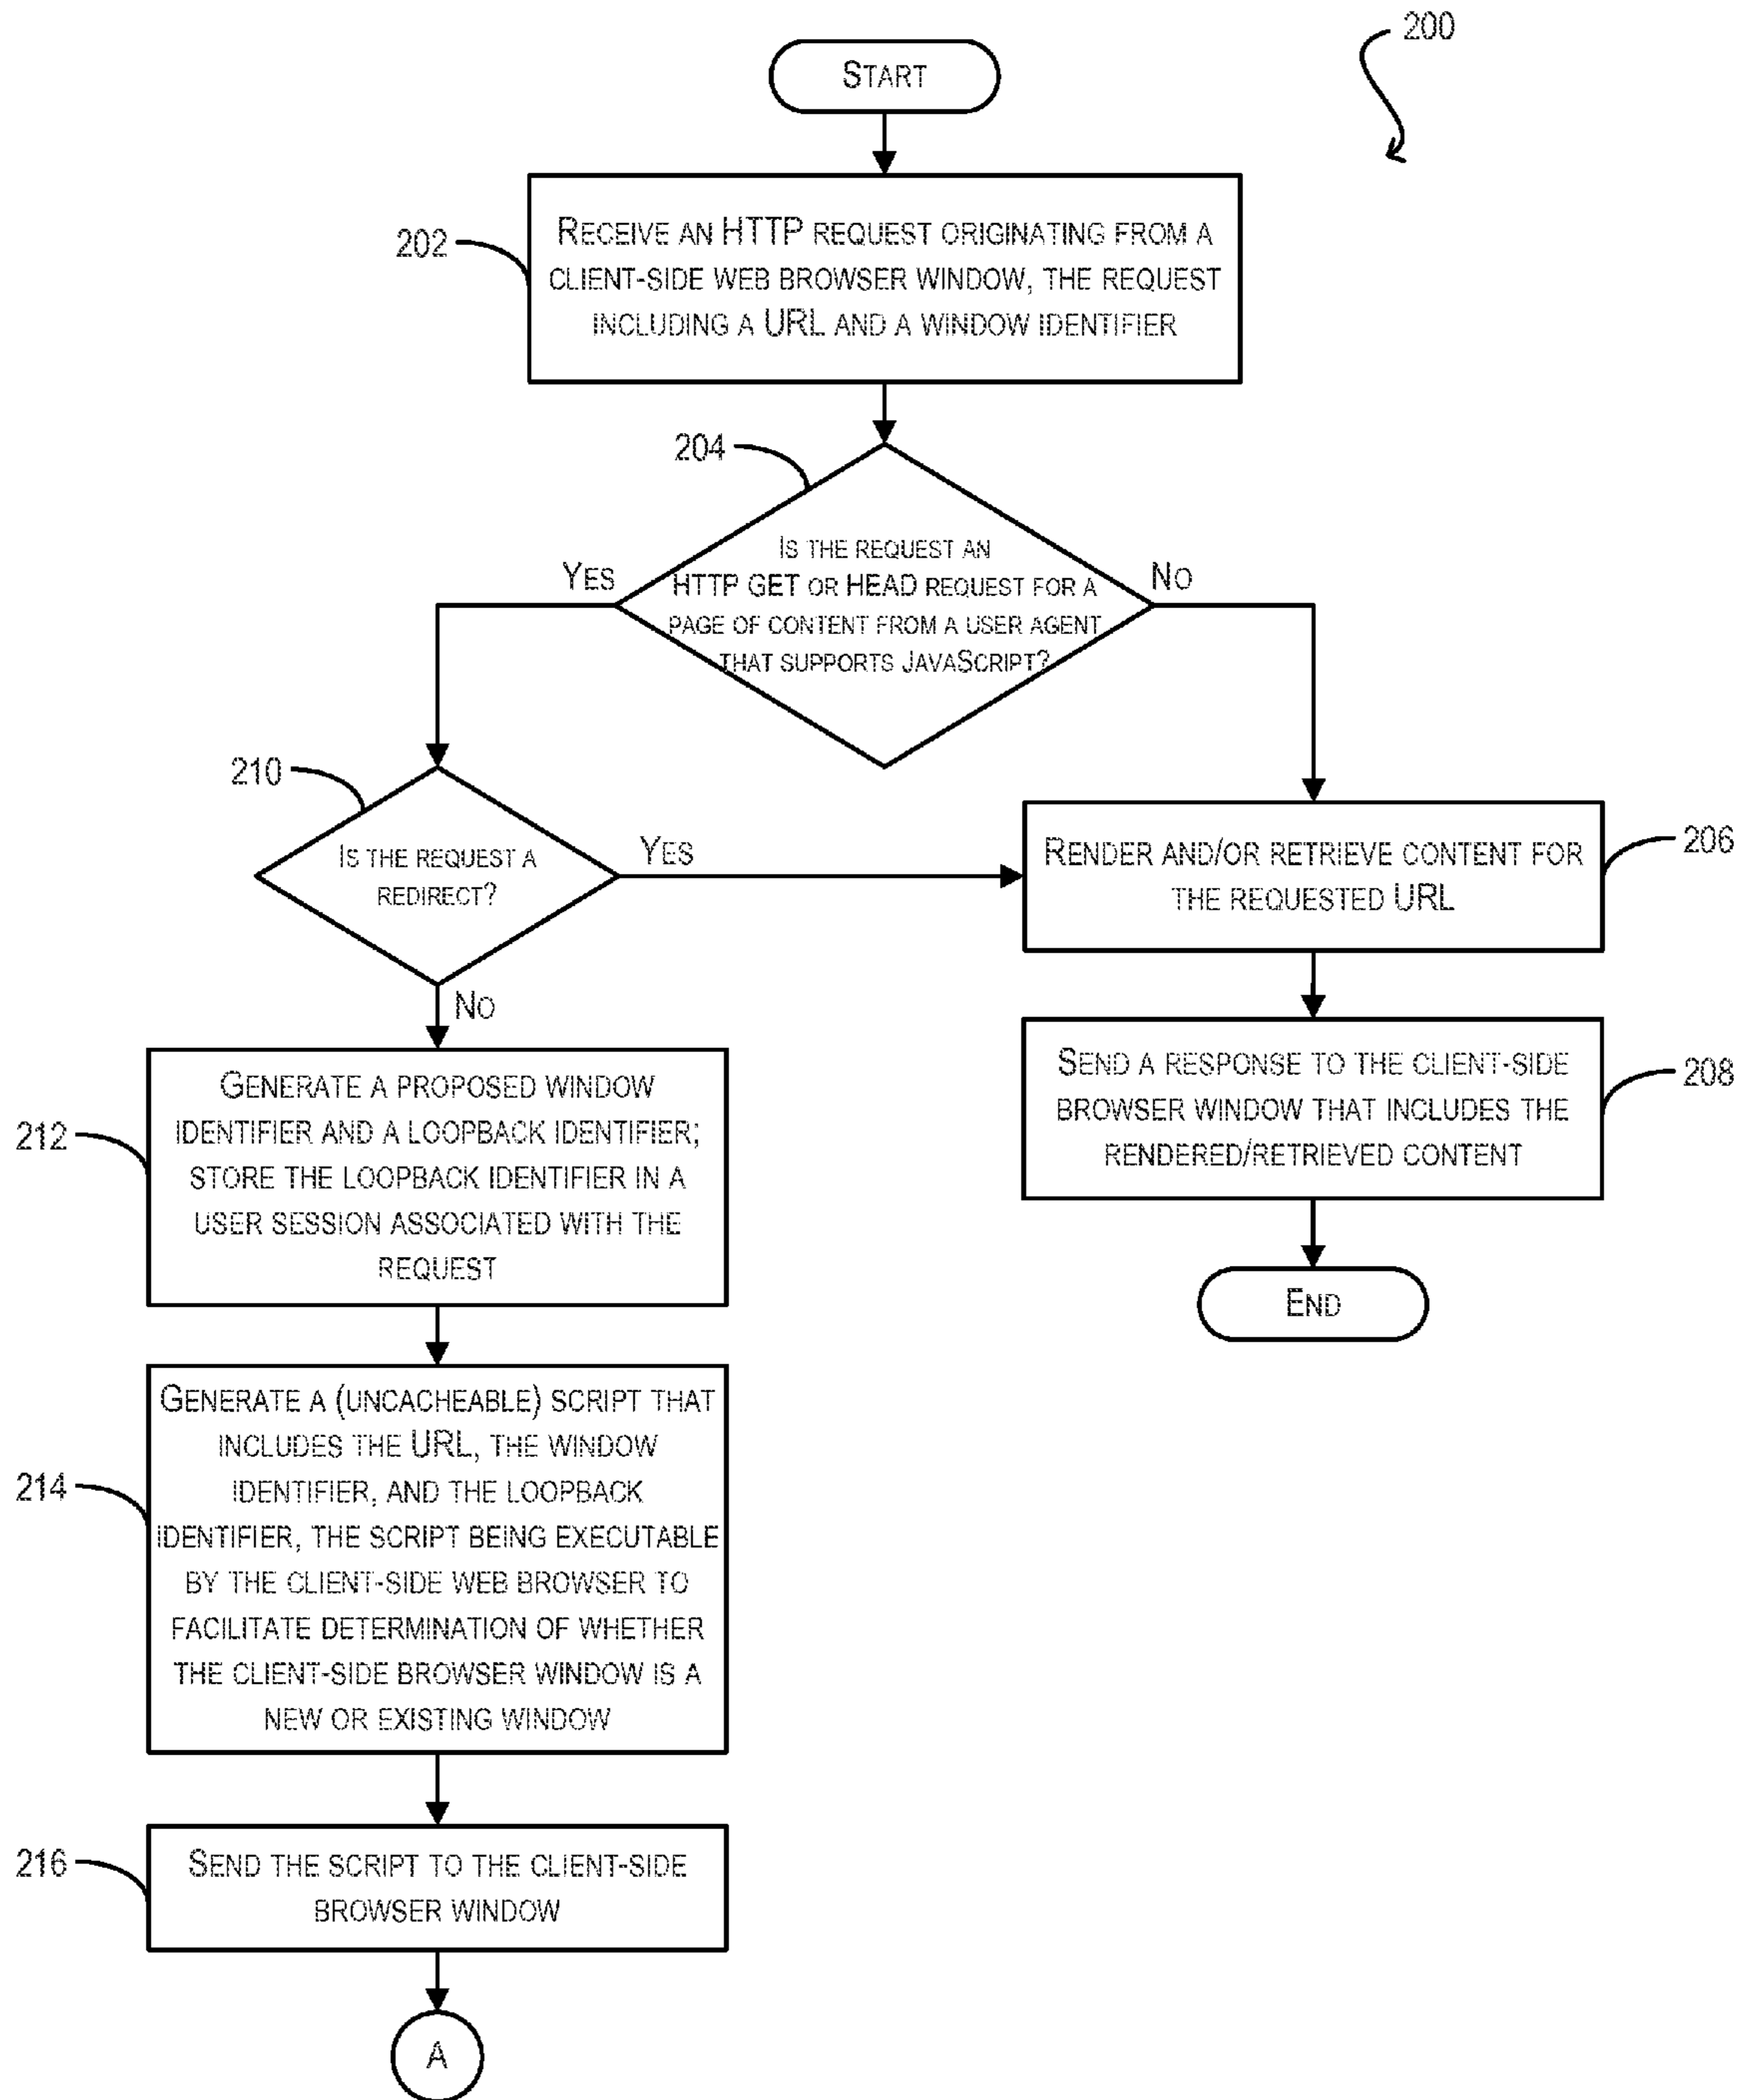 200
START
202
RECEIVE AN HTTP REQUEST ORIGINATING FROM A
CLIENT-SIDE WEB BROWSER WINDOW, THE REQUEST
INCLUDING A URL AND A WINDOW IDENTIFIER
204
IS THE REQUEST AN
HTTP GET OR HEAD REQUEST FOR A
PAGE OF CONTENT FROM A USER AGENT
THAT SUPPORTS JAVASCRIPT?
YES
NO
210
IS THE REQUEST A
REDIRECT?
YES
NO
206
RENDER AND/OR RETRIEVE CONTENT FOR
THE REQUESTED URL
208
SEND A RESPONSE TO THE CLIENT-SIDE
BROWSER WINDOW THAT INCLUDES THE
RENDERED/RETRIEVED CONTENT
END
212
GENERATE A PROPOSED WINDOW
IDENTIFIER AND A LOOPBACK IDENTIFIER;
STORE THE LOOPBACK IDENTIFIER IN A
USER SESSION ASSOCIATED WITH THE
REQUEST
214
GENERATE A (UNCACHEABLE) SCRIPT THAT
INCLUDES THE URL, THE WINDOW
IDENTIFIER, AND THE LOOPBACK
IDENTIFIER, THE SCRIPT BEING EXECUTABLE
BY THE CLIENT-SIDE WEB BROWSER TO
FACILITATE DETERMINATION OF WHETHER
THE CLIENT-SIDE BROWSER WINDOW IS A
NEW OR EXISTING WINDOW
216
SEND THE SCRIPT TO THE CLIENT-SIDE
BROWSER WINDOW
A